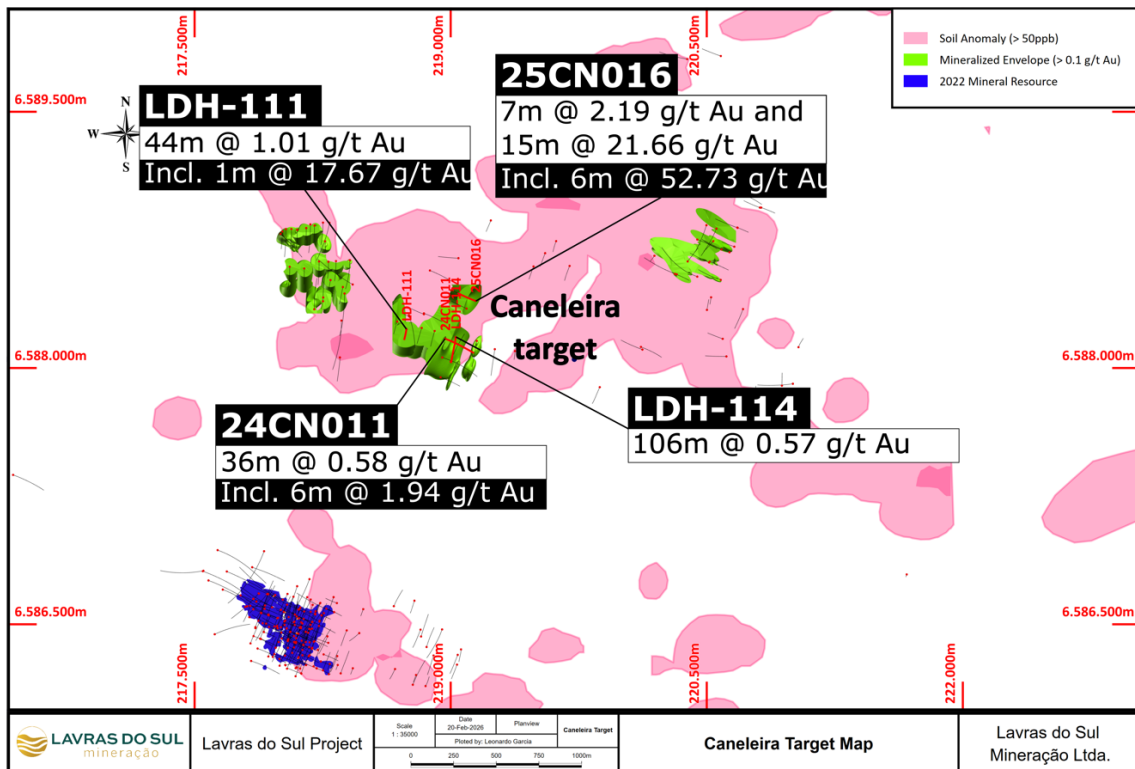 217.500m
219.000m
220.500m
Soil Anomaly (> 50ppb)
Mineralized Envelope (> 0.1 g/t Au)
2022 Mineral Resource
6.589.500m
N
W
S
LDH-111
44m @ 1.01 g/t Au
Incl. 1m @ 17.67 g/t Au
25CN016
7m @ 2.19 g/t Au and
15m @ 21.66 g/t Au
Incl. 6m @ 52.73 g/t Au
LDH-111
24CN011
LDH-114
25CN016
Caneleira
target
6.588.000m
6.588.000m
24CN011
36m @ 0.58 g/t Au
Incl. 6m @ 1.94 g/t Au
LDH-114
106m @ 0.57 g/t Au
6.586.500m
6.586.500m
217.500m
219.000m
220.500m
222.000m
LAVRAS DO SUL
mineração
Lavras do Sul Project
Scale
1 : 35000
Date
20-Feb-2026
Planview
Ploted by: Leonardo Garcia
Caneleira Target
0 250 500 750 1000m
Caneleira Target Map
Lavras do Sul
Mineração Ltda.